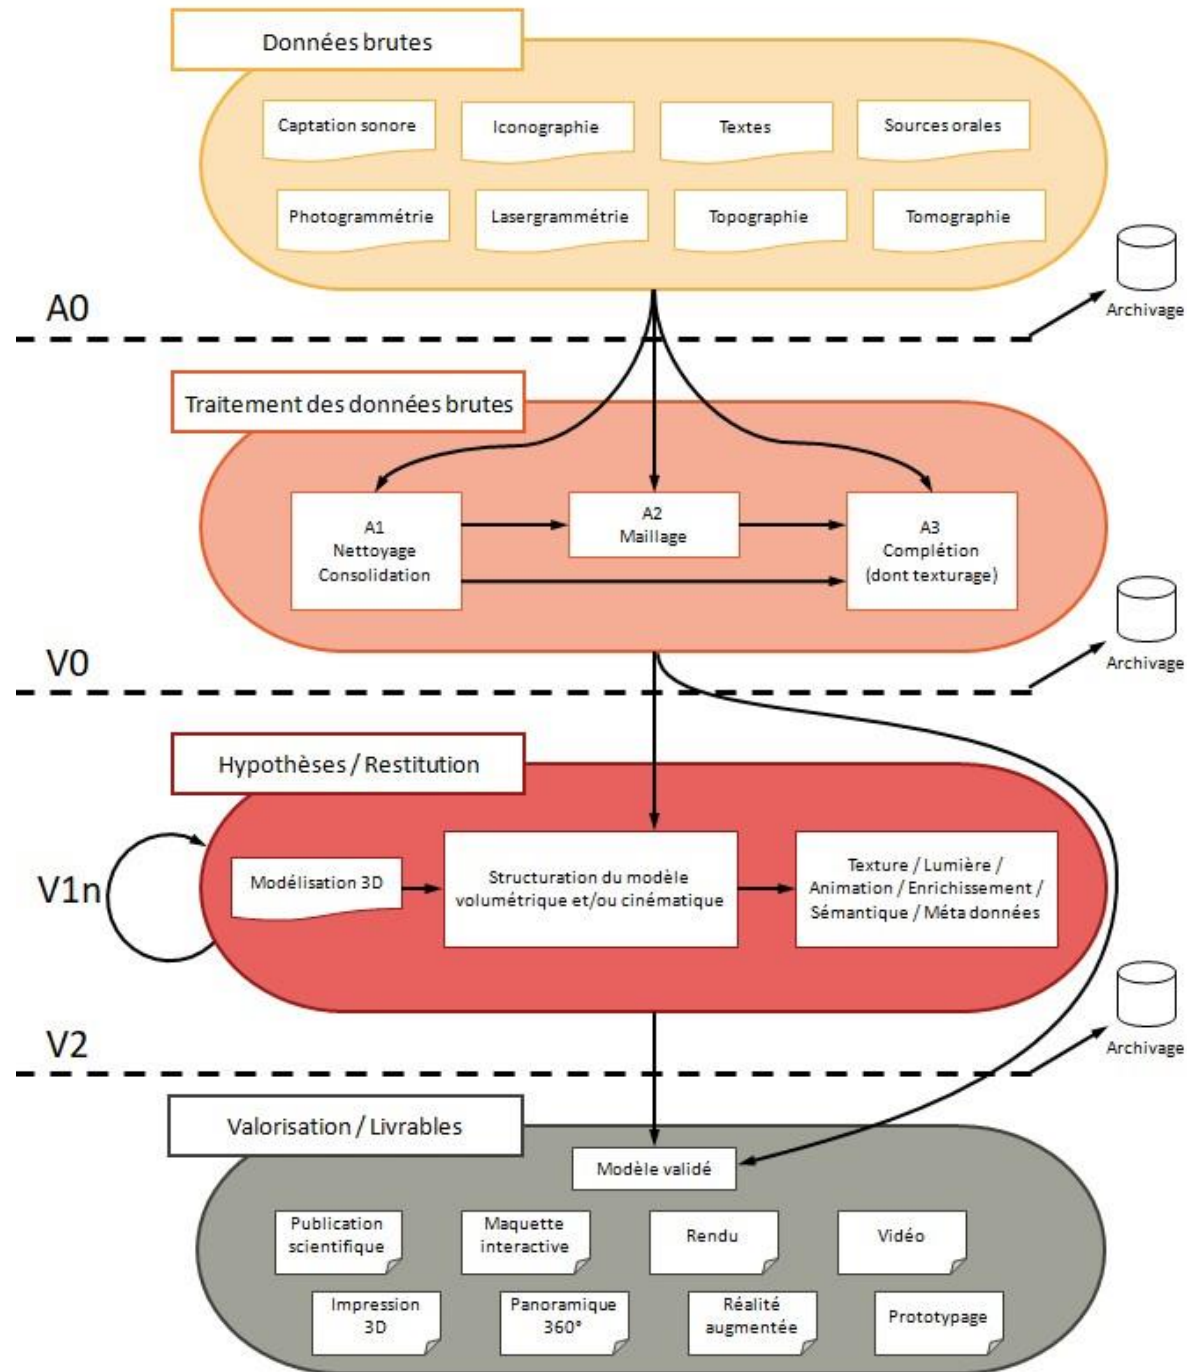 Données brutes
Captation sonore
Iconographie
Textes
Sources orales
Photogrammétrie
Lasergrammétrie
Topographie
Tomographie
A0
Archivage
Traitement des données brutes
A1
Nettoyage
Consolidation
A2
Maillage
A3
Complétion
(dont texturage)
V0
Archivage
Hypothèses / Restitution
V1n
Modélisation 3D
Structuration du modèle
volumétrique et/ou cinématique
Texture / Lumière /
Animation / Enrichissement /
Sémantique / Méta données
V2
Archivage
Valorisation / Livrables
Modèle validé
Publication
scientifique
Maquette
interactive
Rendu
Vidéo
Impression
3D
Panoramique
360°
Réalité
augmentée
Prototypage